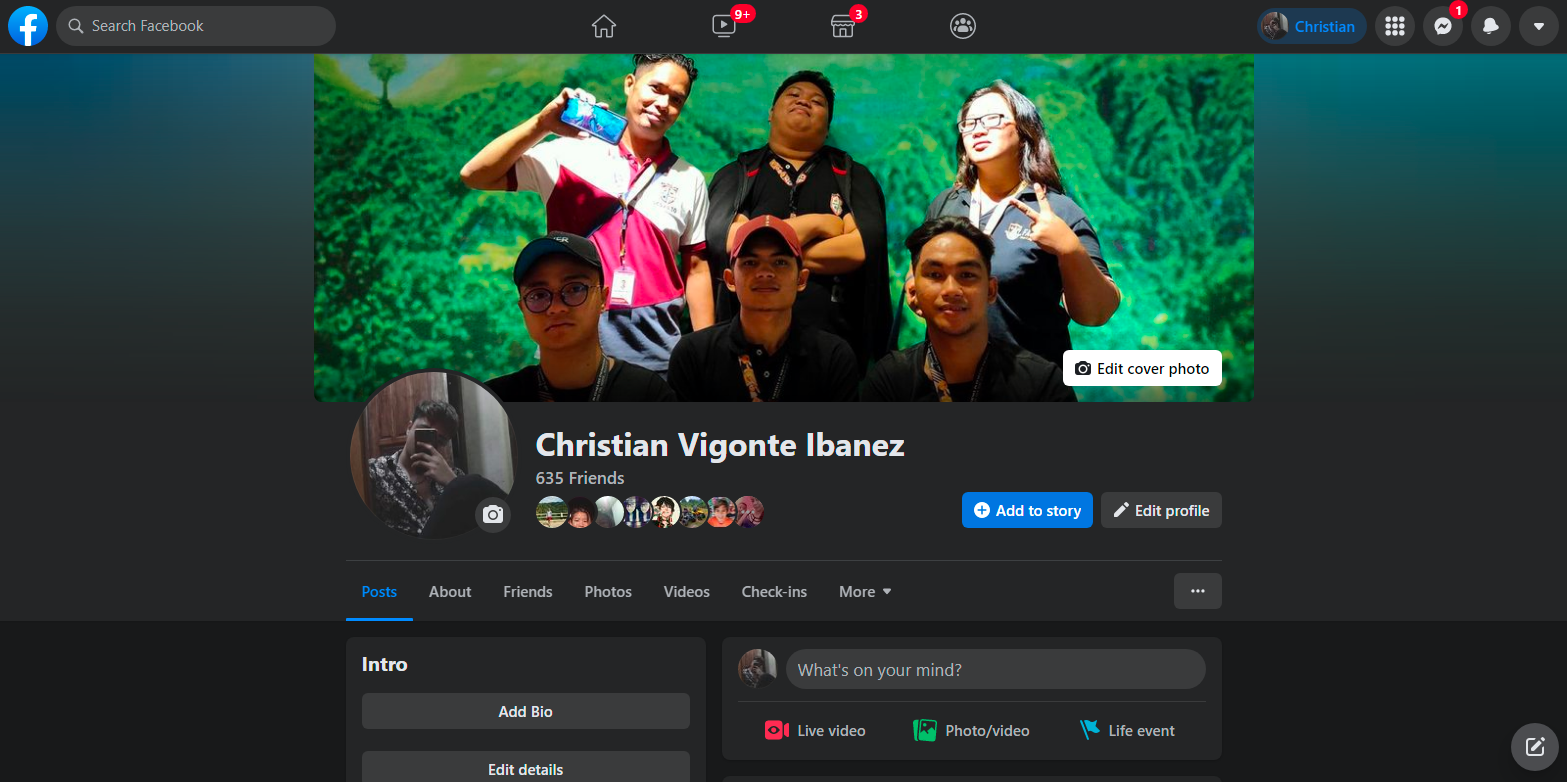 Search Facebook
9+
3
Christian
1
Edit cover photo
Christian Vigonte Ibanez
635 Friends
Add to story
Edit profile
Posts
About
Friends
Photos
Videos
Check-ins
More
Intro
Add Bio
Edit details
What's on your mind?
Live video
Photo/video
Life event